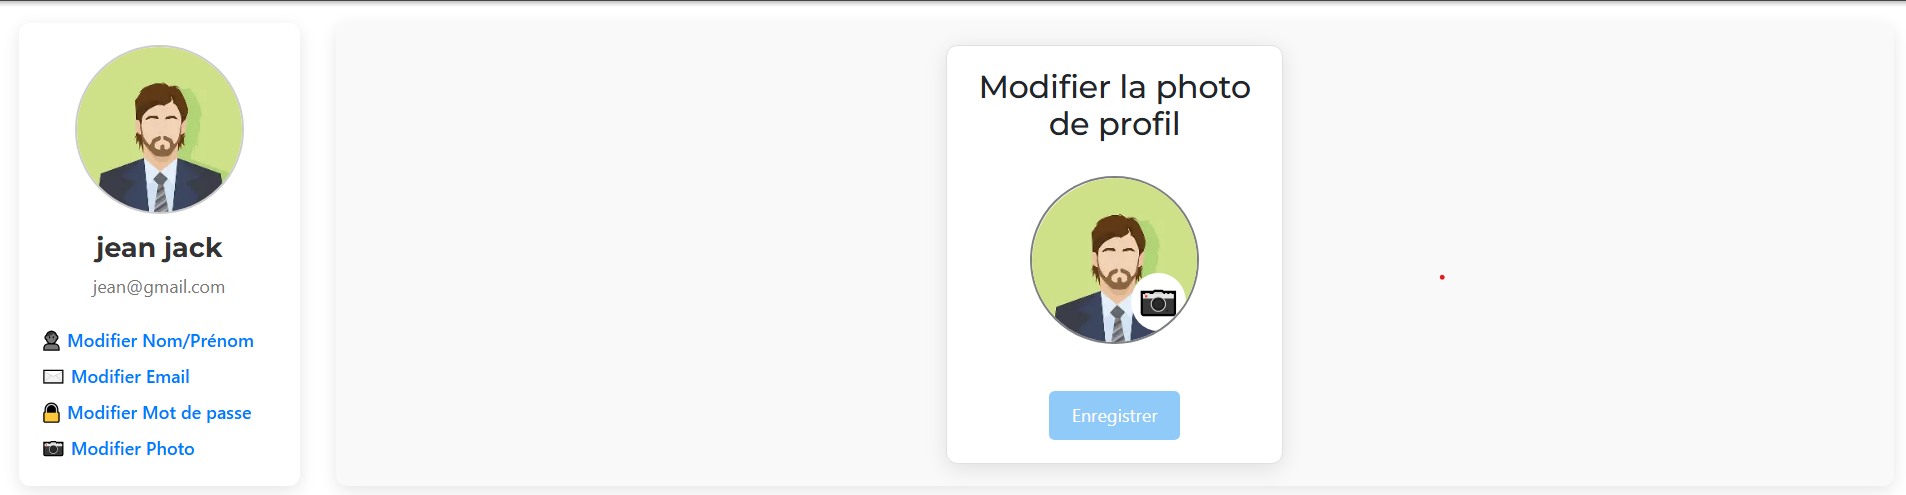 jean jack
jean@gmail.com
Modifier Nom/Prénom
Modifier Email
Modifier Mot de passe
Modifier Photo
Modifier la photo
de profil
Enregistrer